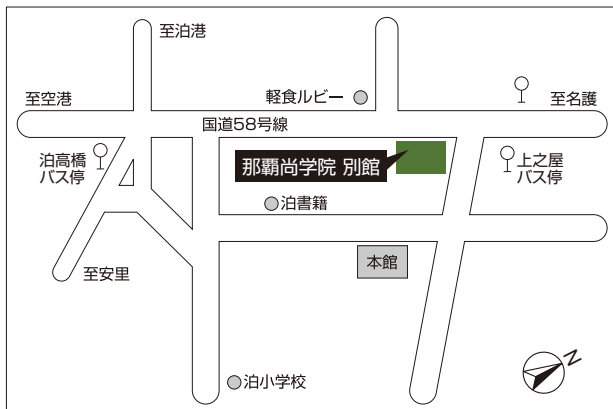 至泊港
至空港
軽食ルビー
至名護
国道58号線
泊高橋
バス停
那覇尚学院 別館
上之屋
バス停
泊書籍
本館
至安里
泊小学校
N